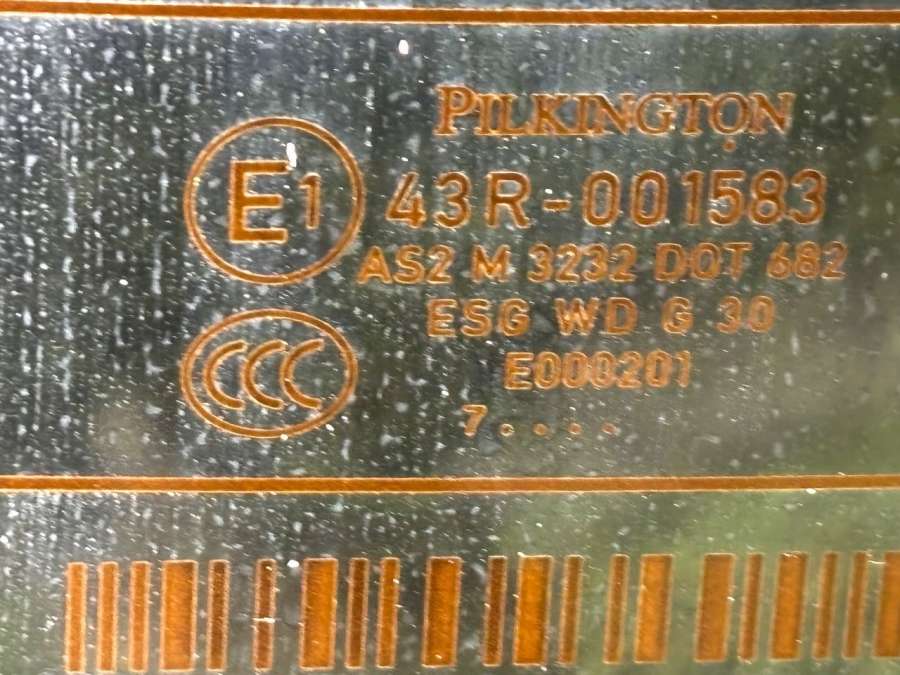 PILKINGTON
E1 43R-001583
AS2 M 3232 DOT 682
ESG WD G 30
CCC E000201
7....